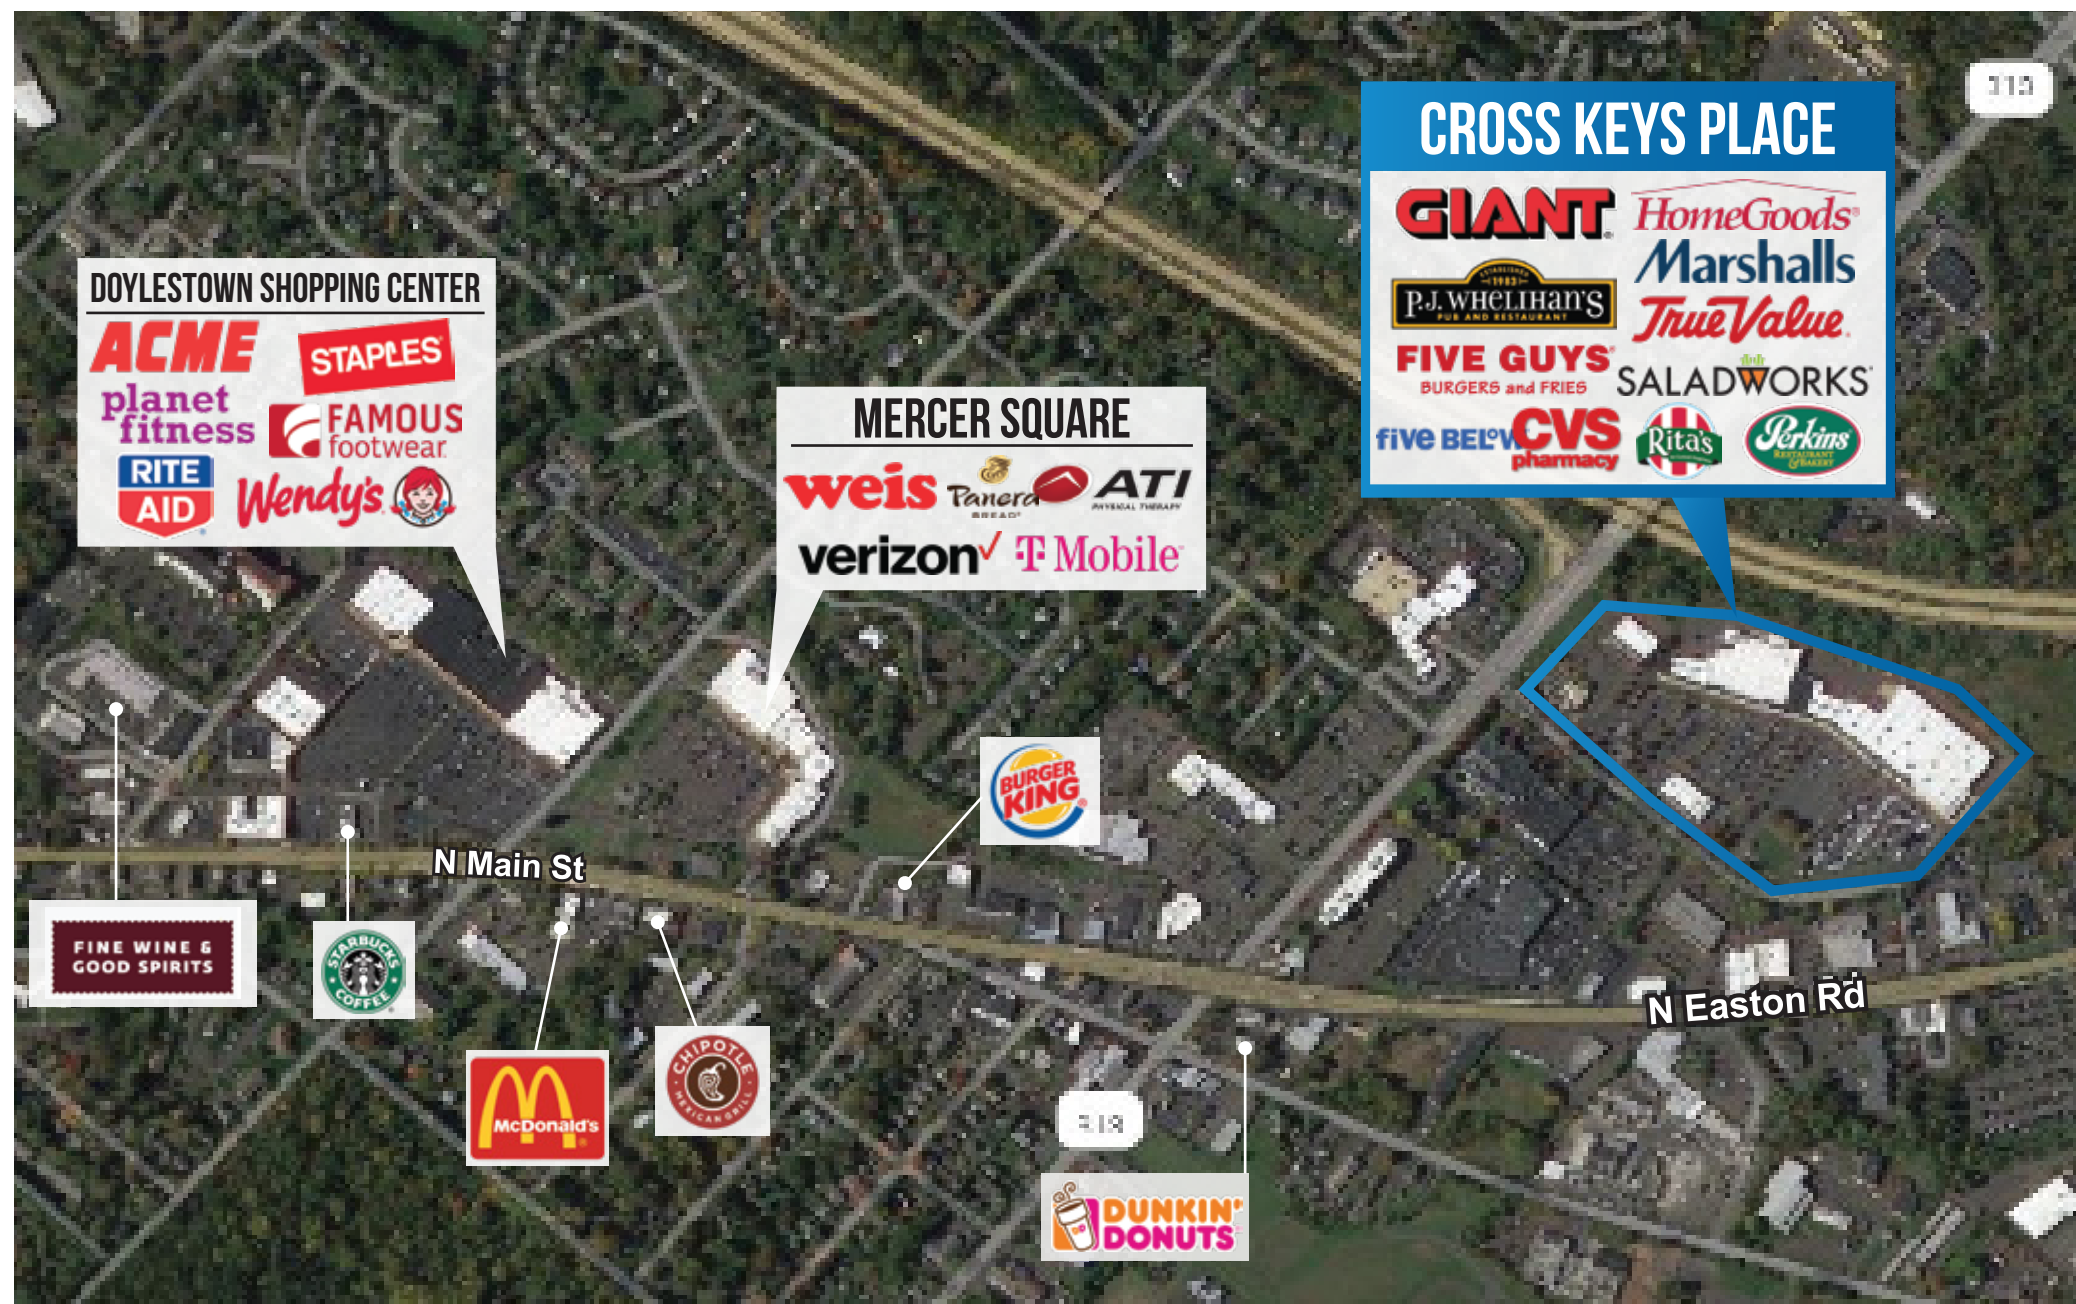 CROSS KEYS PLACE
GIANT
HomeGoods
Marshalls
ESTABLISHED
1983
P.J. WHELIHAN'S
PUB AND RESTAURANT
True Value
FIVE GUYS
BURGERS and FRIES
SALADWORKS
five BELOW
CVS
pharmacy
Rita's
Perkins
RESTAURANT
& BAKERY
DOYLESTOWN SHOPPING CENTER
ACME
STAPLES
planet
fitness
FAMOUS
footwear
RITE
AID
Wendy's
MERCER SQUARE
weis
Panera
BREAD
ATI
PHYSICAL THERAPY
verizon
T Mobile
BURGER
KING
N Main St
N Easton Rd
FINE WINE &
GOOD SPIRITS
STARBUCKS
COFFEE
McDonald's
CHIPOTLE
MEXICAN GRILL
DUNKIN'
DONUTS